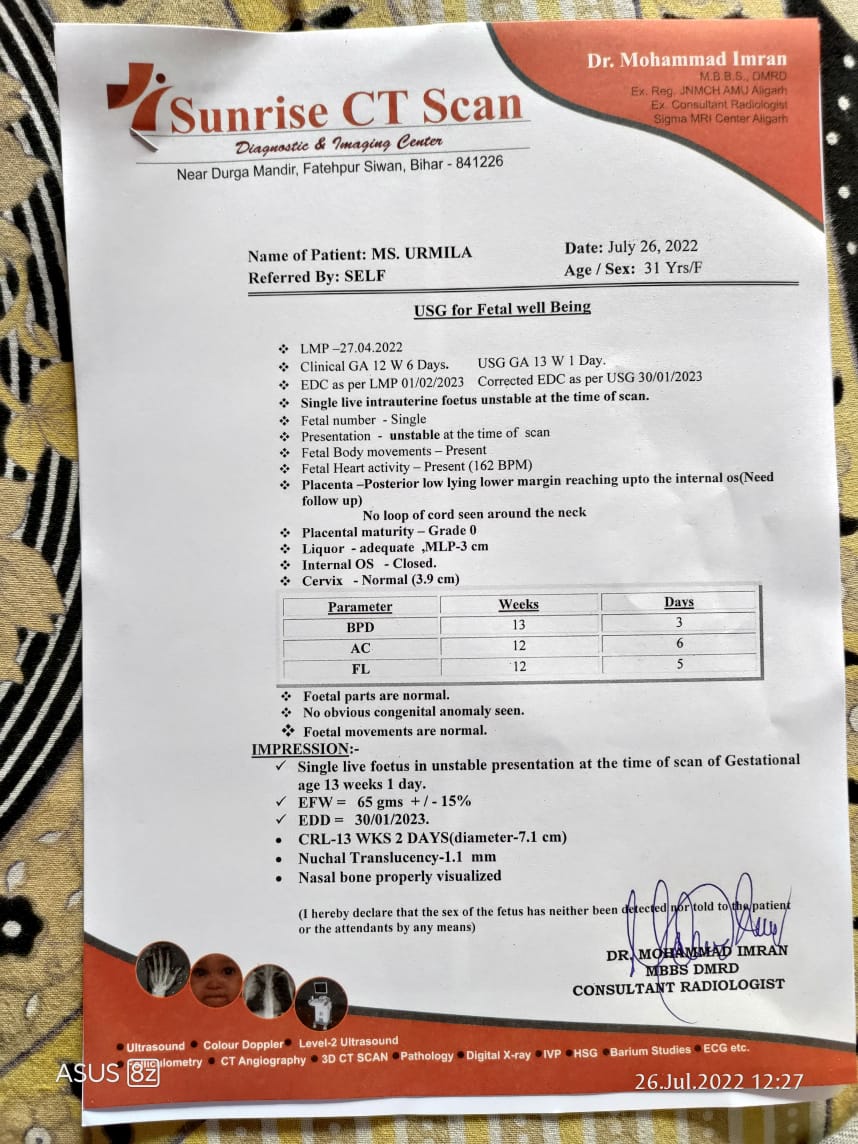 Dr. Mohammad Imran
M.B.B.S., DMRD
Ex. Reg. JNMCH AMU Aligarh
Ex. Consultant Radiologist
Sigma MRI Center Aligarh
Sunrise CT Scan
Diagnostic & Imaging Center
Near Durga Mandir, Fatehpur Siwan, Bihar - 841226
Name of Patient: MS. URMILA Date: July 26, 2022
Referred By: SELF Age / Sex: 31 Yrs/F
USG for Fetal well Being
❖ LMP –27.04.2022
❖ Clinical GA 12 W 6 Days. USG GA 13 W 1 Day.
❖ EDC as per LMP 01/02/2023 Corrected EDC as per USG 30/01/2023
❖ Single live intrauterine foetus unstable at the time of scan.
❖ Fetal number - Single
❖ Presentation - unstable at the time of scan
❖ Fetal Body movements – Present
❖ Fetal Heart activity – Present (162 BPM)
❖ Placenta –Posterior low lying lower margin reaching upto the internal os(Need
follow up)
No loop of cord seen around the neck
❖ Placental maturity – Grade 0
❖ Liquor - adequate ,MLP-3 cm
❖ Internal OS - Closed.
❖ Cervix - Normal (3.9 cm)
Parameter Weeks Days
BPD 13 3
AC 12 6
FL 12 5
❖ Foetal parts are normal.
❖ No obvious congenital anomaly seen.
❖ Foetal movements are normal.
IMPRESSION:-
✓ Single live foetus in unstable presentation at the time of scan of Gestational
age 13 weeks 1 day.
✓ EFW = 65 gms + / - 15%
✓ EDD = 30/01/2023.
• CRL-13 WKS 2 DAYS(diameter-7.1 cm)
• Nuchal Translucency-1.1 mm
• Nasal bone properly visualized
(I hereby declare that the sex of the fetus has neither been detected nor told to the patient
or the attendants by any means)
DR. MOHAMMAD IMRAN
MBBS DMRD
CONSULTANT RADIOLOGIST
• Ultrasound • Colour Doppler • Level-2 Ultrasound
• CT Angiography • 3D CT SCAN • Pathology • Digital X-ray • IVP • HSG • Barium Studies • ECG etc.
ASUS 8Z
26.Jul.2022 12:27